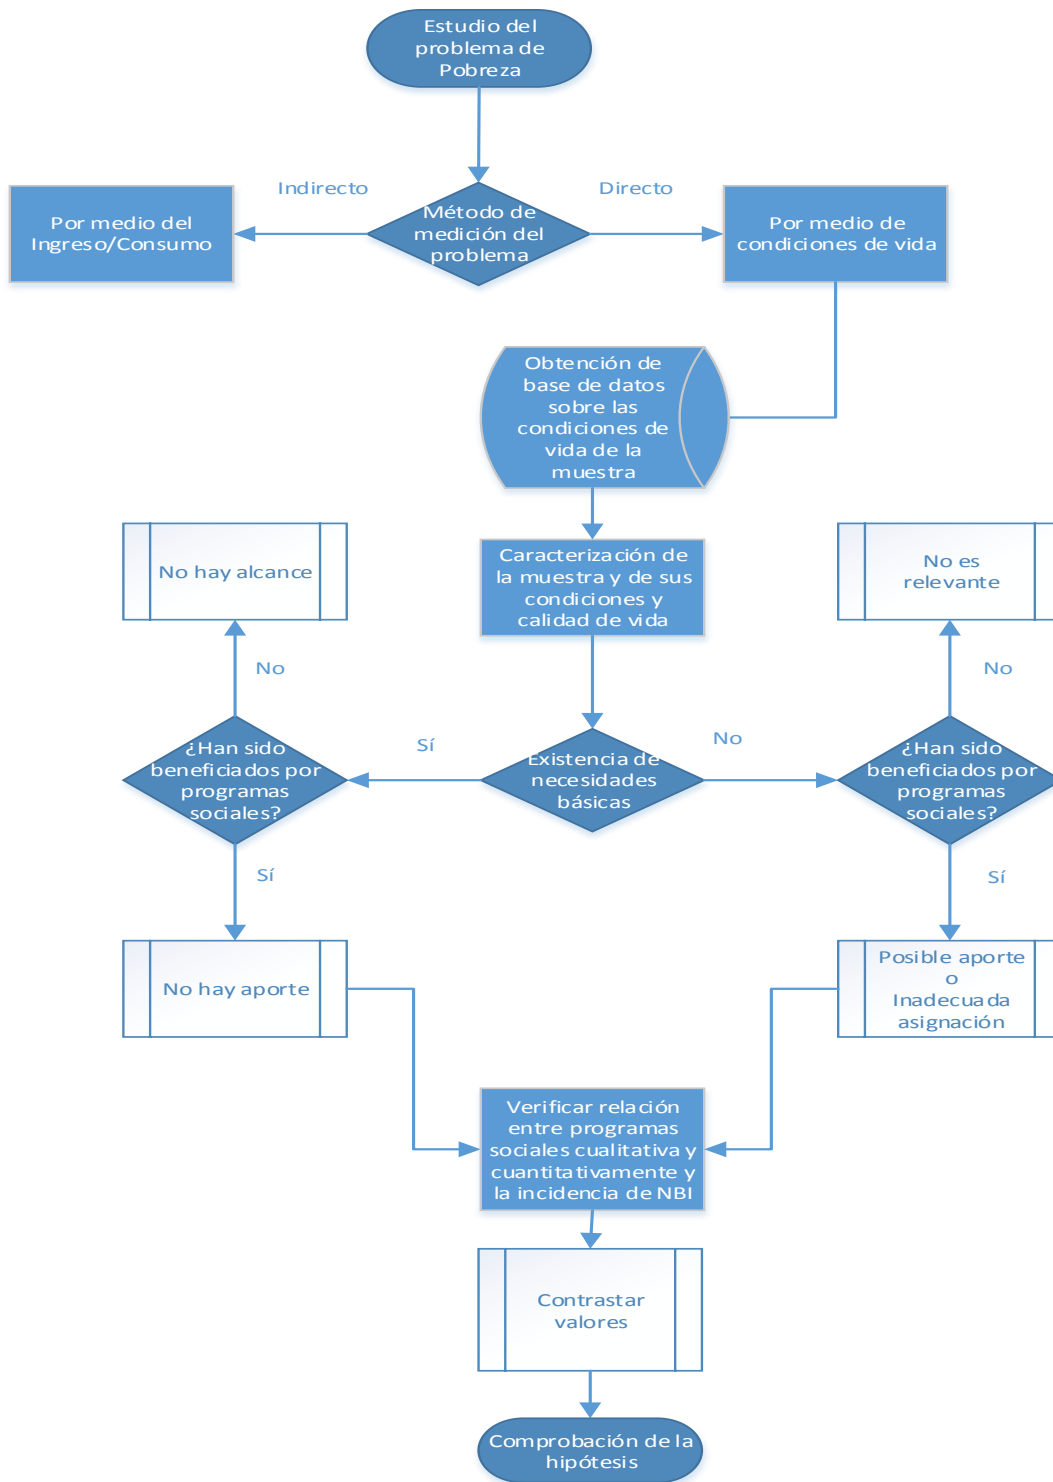 Estudio del
problema de
Pobreza
Indirecto
Directo
Por medio del
Ingreso/Consumo
Método de
medición del
problema
Por medio de
condiciones de vida
Obtención de
base de datos
sobre las
condiciones de
vida de la
muestra
No hay alcance
Caracterización de
la muestra y de sus
condiciones y
calidad de vida
No es
relevante
No
No
¿Han sido
beneficiados por
programas
sociales?
Sí
Existencia de
necesidades
básicas
No
¿Han sido
beneficiados por
programas
sociales?
Sí
Sí
No hay aporte
Posible aporte
o
Inadecuada
asignación
Verificar relación
entre programas
sociales cualitativa y
cuantitativamente y
la incidencia de NBI
Contrastar
valores
Comprobación de la
hipótesis